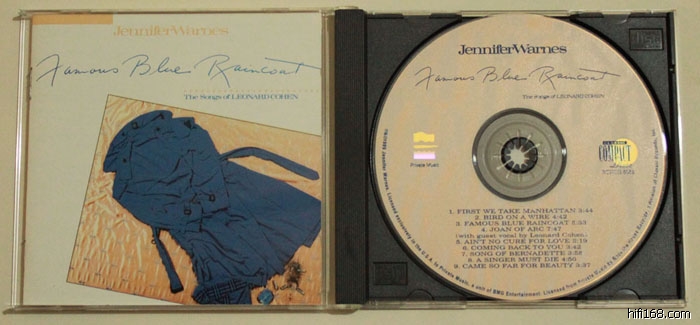 Jennifer Warnes
Famous Blue Raincoat
The Songs of LEONARD COHEN
Jennifer Warnes
Famous Blue Raincoat
The Songs of LEONARD COHEN
Private Music
COMPACT
1. FIRST WE TAKE MANHATTAN 3:44
2. BIRD ON A WIRE 4:42
3. FAMOUS BLUE RAINCOAT 5:33
4. JOAN OF ARC 7:47
(with guest vocal by Leonard Cohen)
5. AIN'T NO CURE FOR LOVE 3:19
6. COMING BACK TO YOU 3:42
7. SONG OF BERNADETTE 3:58
8. A SINGER MUST DIE 4:50
9. CAME SO FAR FOR BEAUTY 3:37
hifi168.com